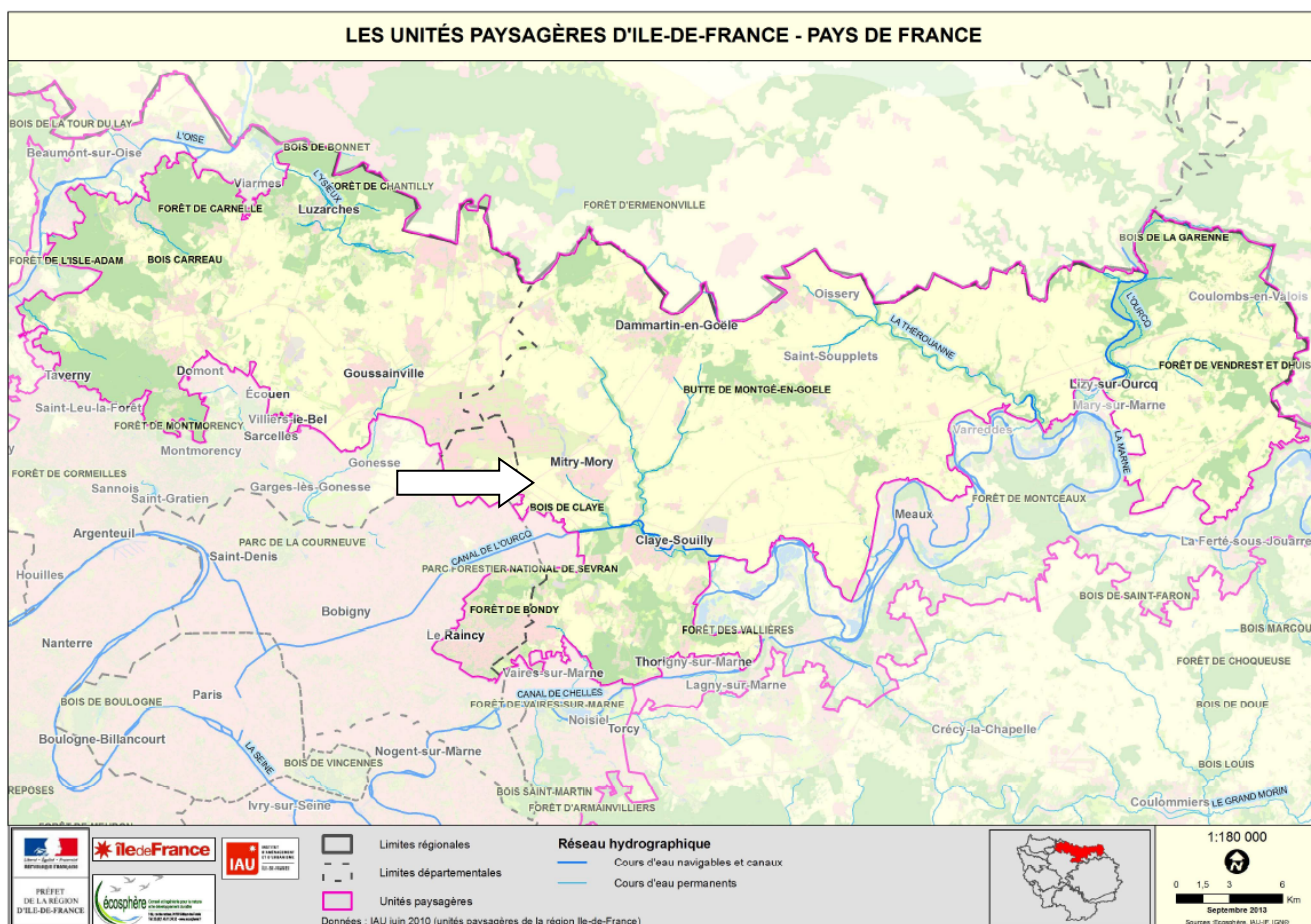 LES UNITÉS PAYSAGÈRES D'ILE-DE-FRANCE - PAYS DE FRANCE
BOIS DE LA TOUR DU LAY
L'OISE
Beaumont-sur-Oise
BOIS DE BONNET
Viarmes
L'YSIEUX
FORÊT DE CHANTILLY
FORÊT DE CARNELLE
Luzarches
FORÊT D'ERMENONVILLE
BOIS DE LA GARENNE
FORÊT DE L'ISLE-ADAM
BOIS CARREAU
Oissery
L'OURCQ
Coulombs-en-Valois
Dammartin-en-Goële
LA THÉROUANNE
Saint-Soupplets
FORÊT DE VENDREST ET DHUIS
Taverny
Domont
Goussainville
BUTTE DE MONTGÉ-EN-GOELE
Lizy-sur-Ourcq
Écouen
Saint-Leu-la-Forêt
Mary-sur-Marne
Villiers-le-Bel
FORÊT DE MONTMORENCY
Sarcelles
Varreddes
Montmorency
LA MARNE
Gonesse
Mitry-Mory
FORÊT DE CORMEILLES
Sannois
Garges-lès-Gonesse
Saint-Gratien
FORÊT DE MONTCEAUX
BOIS DE CLAYE
Meaux
Argenteuil
PARC DE LA COURNEUVE
CANAL DE L'OURCQ
Claye-Souilly
La Ferté-sous-Jouarre
Saint-Denis
PARC FORESTIER NATIONAL DE SEVRAN
Houilles
BOIS DE SAINT-FARON
Bobigny
FORÊT DE BONDY
FORÊT DES VALLIÈRES
BOIS MARCOU
Le Raincy
Nanterre
Thorigny-sur-Marne
FORÊT DE CHOQUEUSE
Vaires-sur-Marne
Lagny-sur-Marne
Paris
CANAL DE CHELLES
BOIS DE BOULOGNE
FORÊT DE VAIRES-SUR-MARNE
BOIS DE DOUE
Noisiel
Torcy
Crécy-la-Chapelle
Boulogne-Billancourt
LA SEINE
Nogent-sur-Marne
BOIS DE VINCENNES
BOIS LOUIS
REPOSES
BOIS SAINT-MARTIN
Ivry-sur-Seine
FORÊT D'ARMAINVILLIERS
Coulommiers
LE GRAND MORIN
Liberté • Égalité • Fraternité
RÉPUBLIQUE FRANÇAISE
PRÉFET
DE LA RÉGION
D'ILE-DE-FRANCE
îledeFrance
IAU
écosphère
Limites régionales
Limites départementales
Unités paysagères
Données : IAU juin 2010 (unités paysagères de la région Ile-de-France)
Réseau hydrographique
Cours d'eau navigables et canaux
Cours d'eau permanents
1:180 000
N
0 1,5 3 6
Km
Septembre 2013